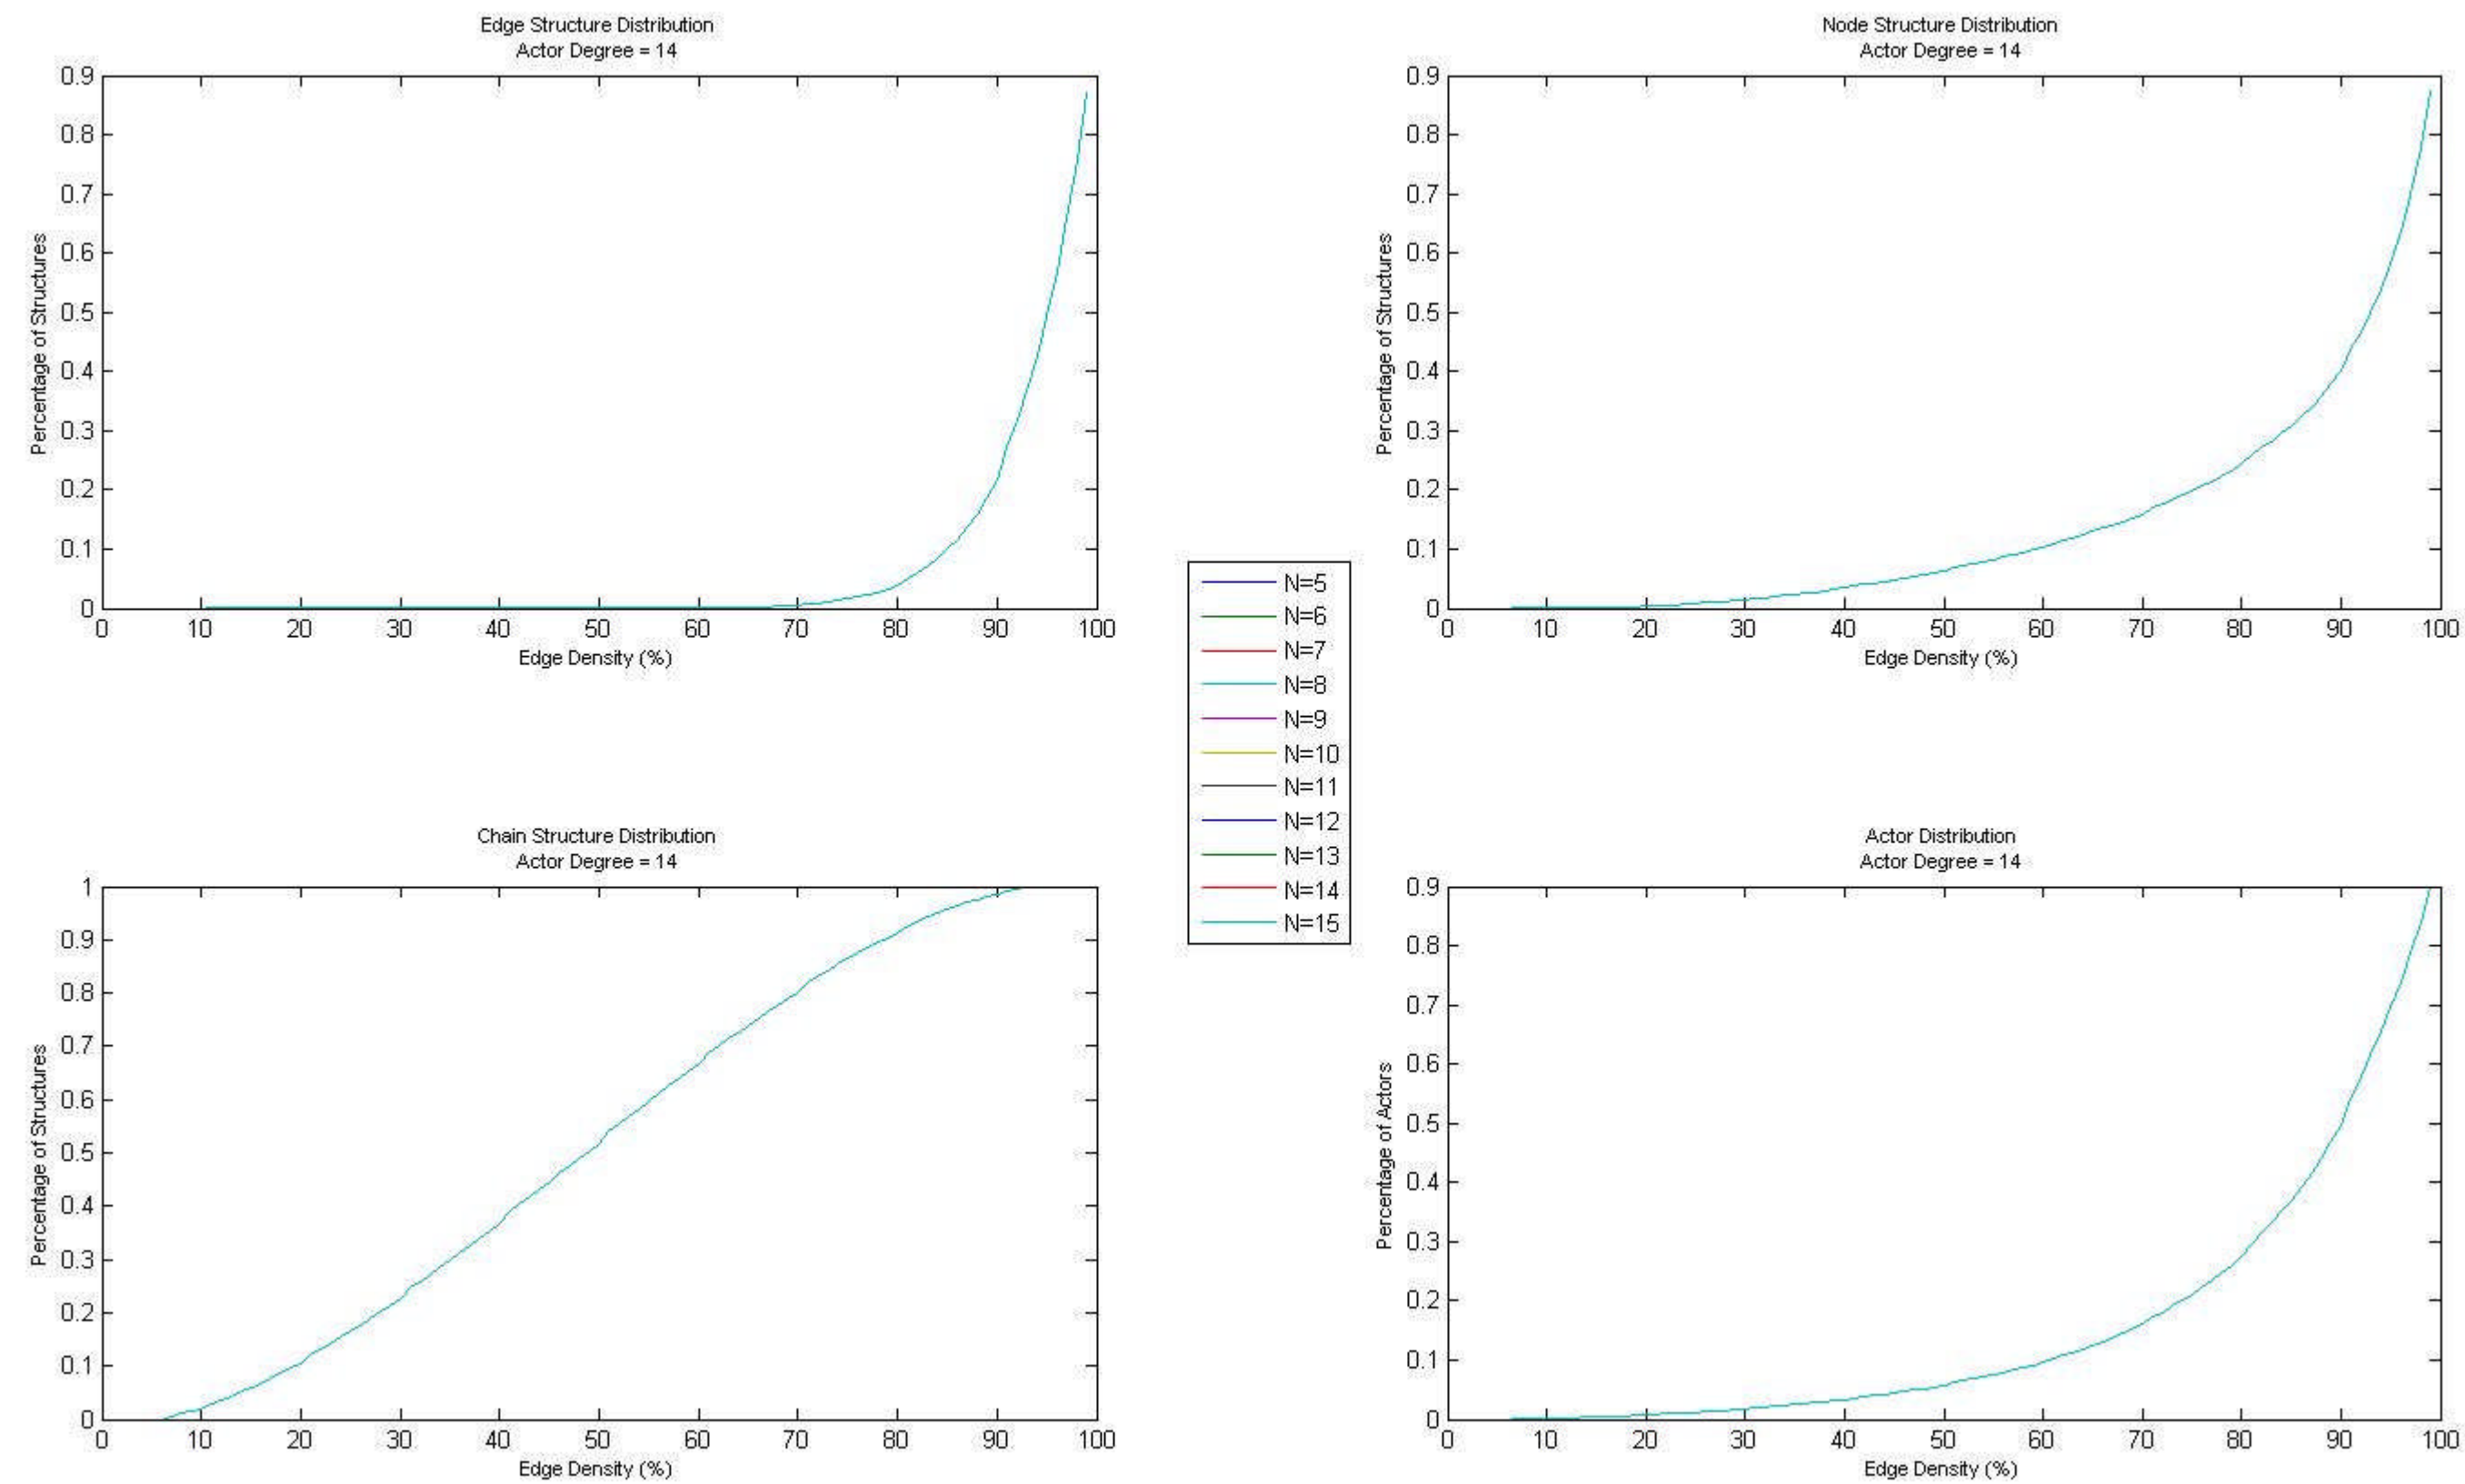 Edge Structure Distribution
Actor Degree = 14
0.9
0.8
0.7
0.6
0.5
0.4
0.3
0.2
0.1
0
Percentage of Structures
0 10 20 30 40 50 60 70 80 90 100
Edge Density (%)
Node Structure Distribution
Actor Degree = 14
0.9
0.8
0.7
0.6
0.5
0.4
0.3
0.2
0.1
0
Percentage of Structures
0 10 20 30 40 50 60 70 80 90 100
Edge Density (%)
N=5
N=6
N=7
N=8
N=9
N=10
N=11
N=12
N=13
N=14
N=15
Chain Structure Distribution
Actor Degree = 14
1
0.9
0.8
0.7
0.6
0.5
0.4
0.3
0.2
0.1
0
Percentage of Structures
0 10 20 30 40 50 60 70 80 90 100
Edge Density (%)
Actor Distribution
Actor Degree = 14
0.9
0.8
0.7
0.6
0.5
0.4
0.3
0.2
0.1
0
Percentage of Actors
0 10 20 30 40 50 60 70 80 90 100
Edge Density (%)